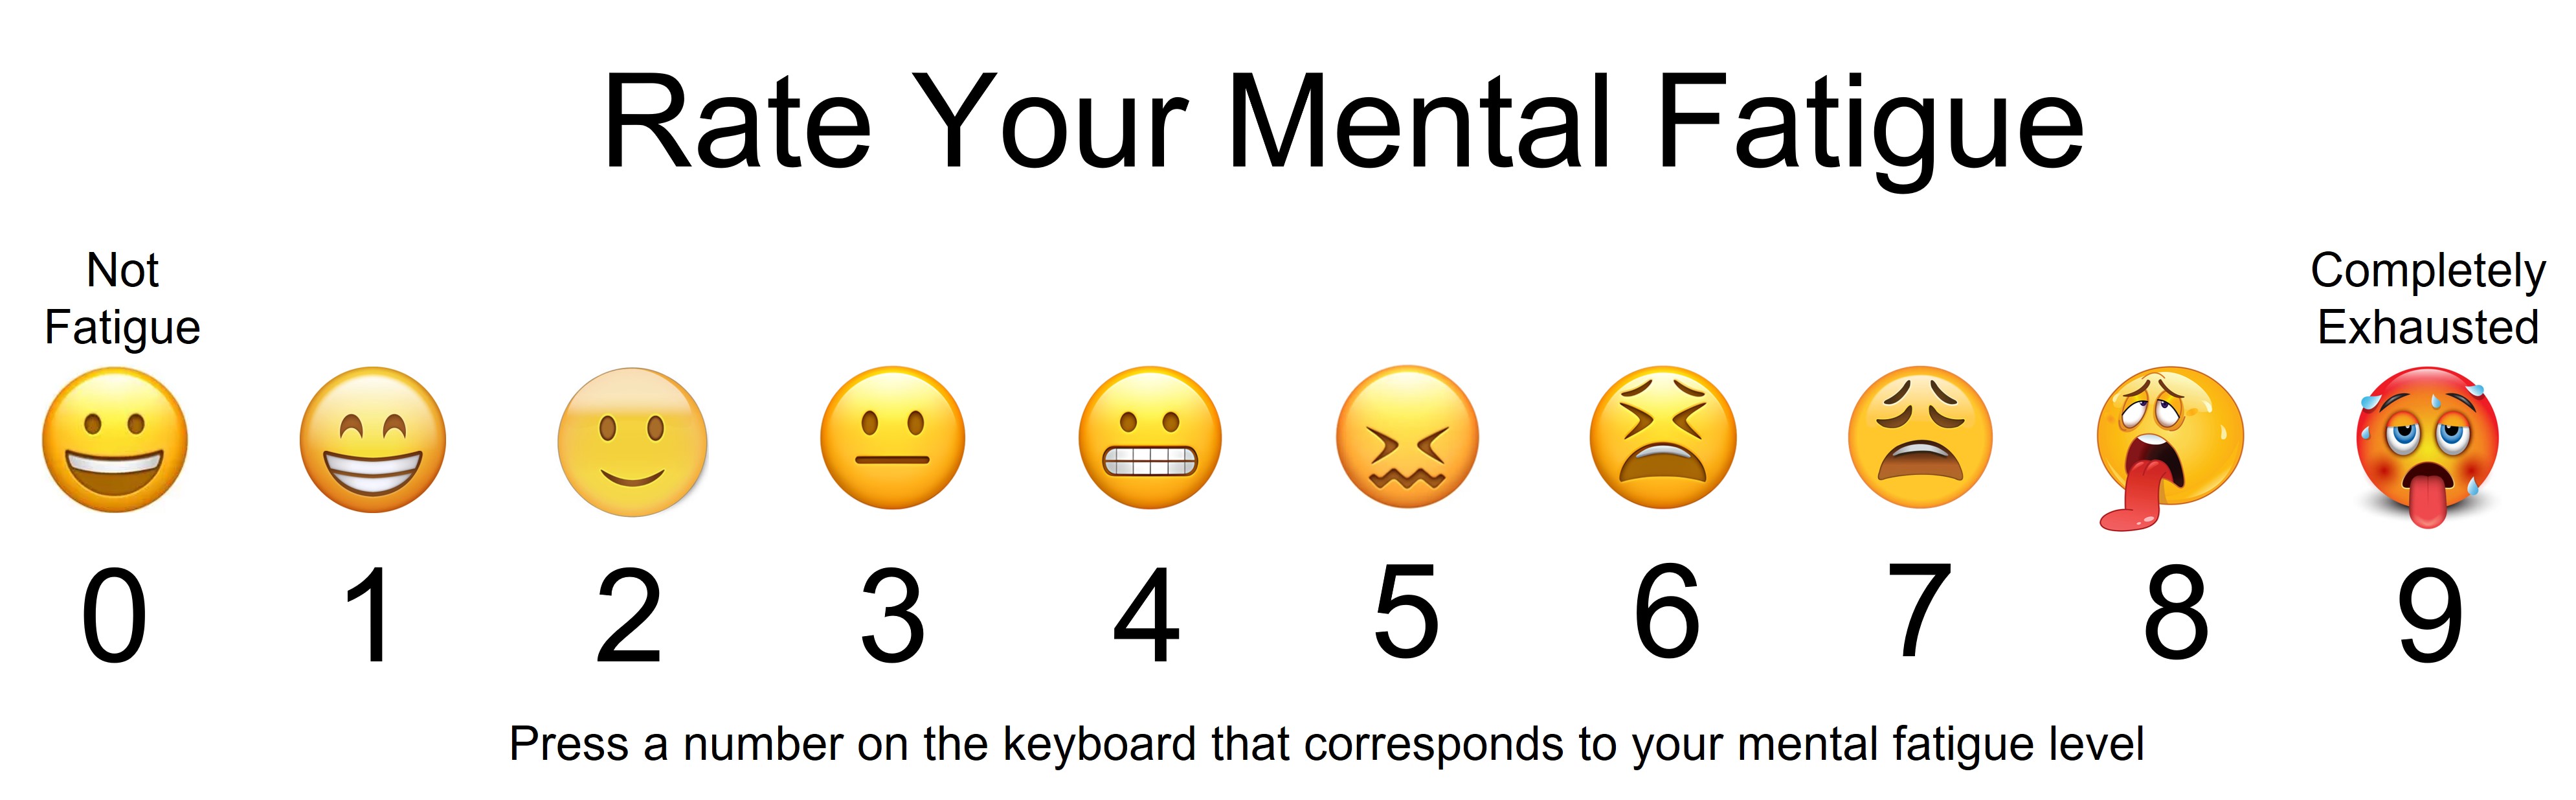 Rate Your Mental Fatigue
Not
Fatigue
Completely
Exhausted
0 1 2 3 4 5 6 7 8 9
Press a number on the keyboard that corresponds to your mental fatigue level